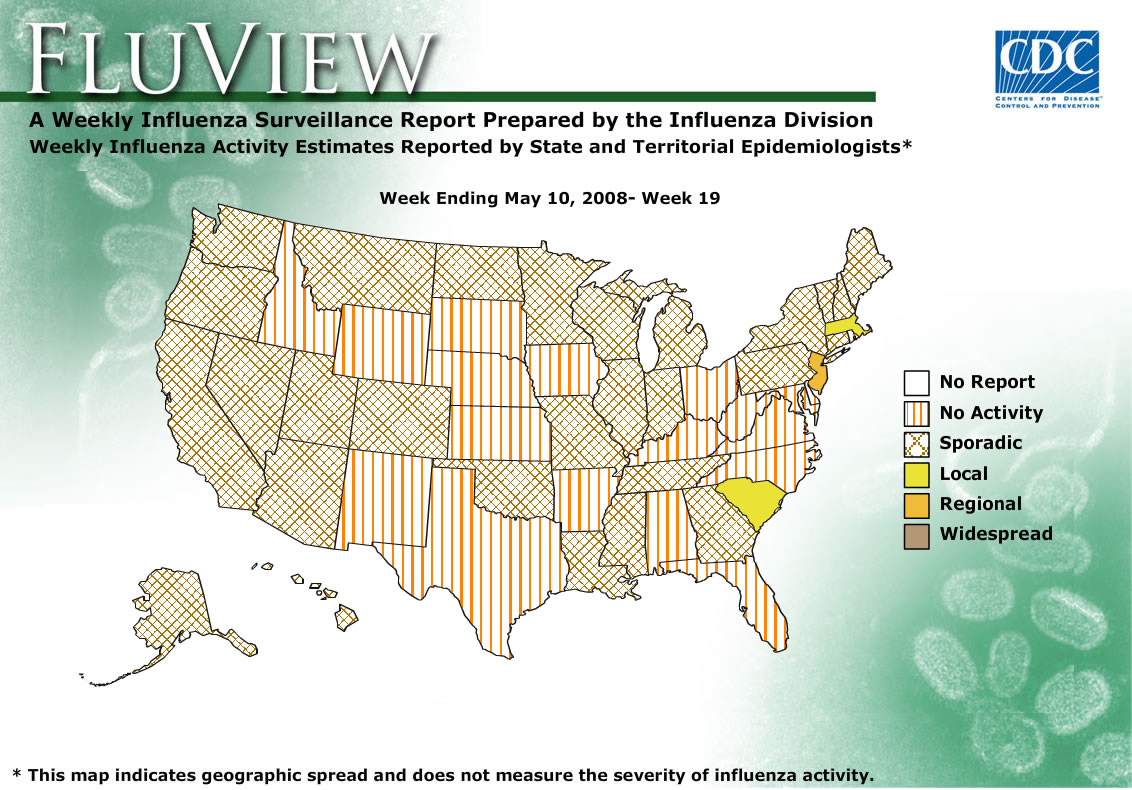 FLUVIEW
CDC
CENTERS FOR DISEASE™
CONTROL AND PREVENTION
A Weekly Influenza Surveillance Report Prepared by the Influenza Division
Weekly Influenza Activity Estimates Reported by State and Territorial Epidemiologists*
Week Ending May 10, 2008- Week 19
No Report
No Activity
Sporadic
Local
Regional
Widespread
* This map indicates geographic spread and does not measure the severity of influenza activity.